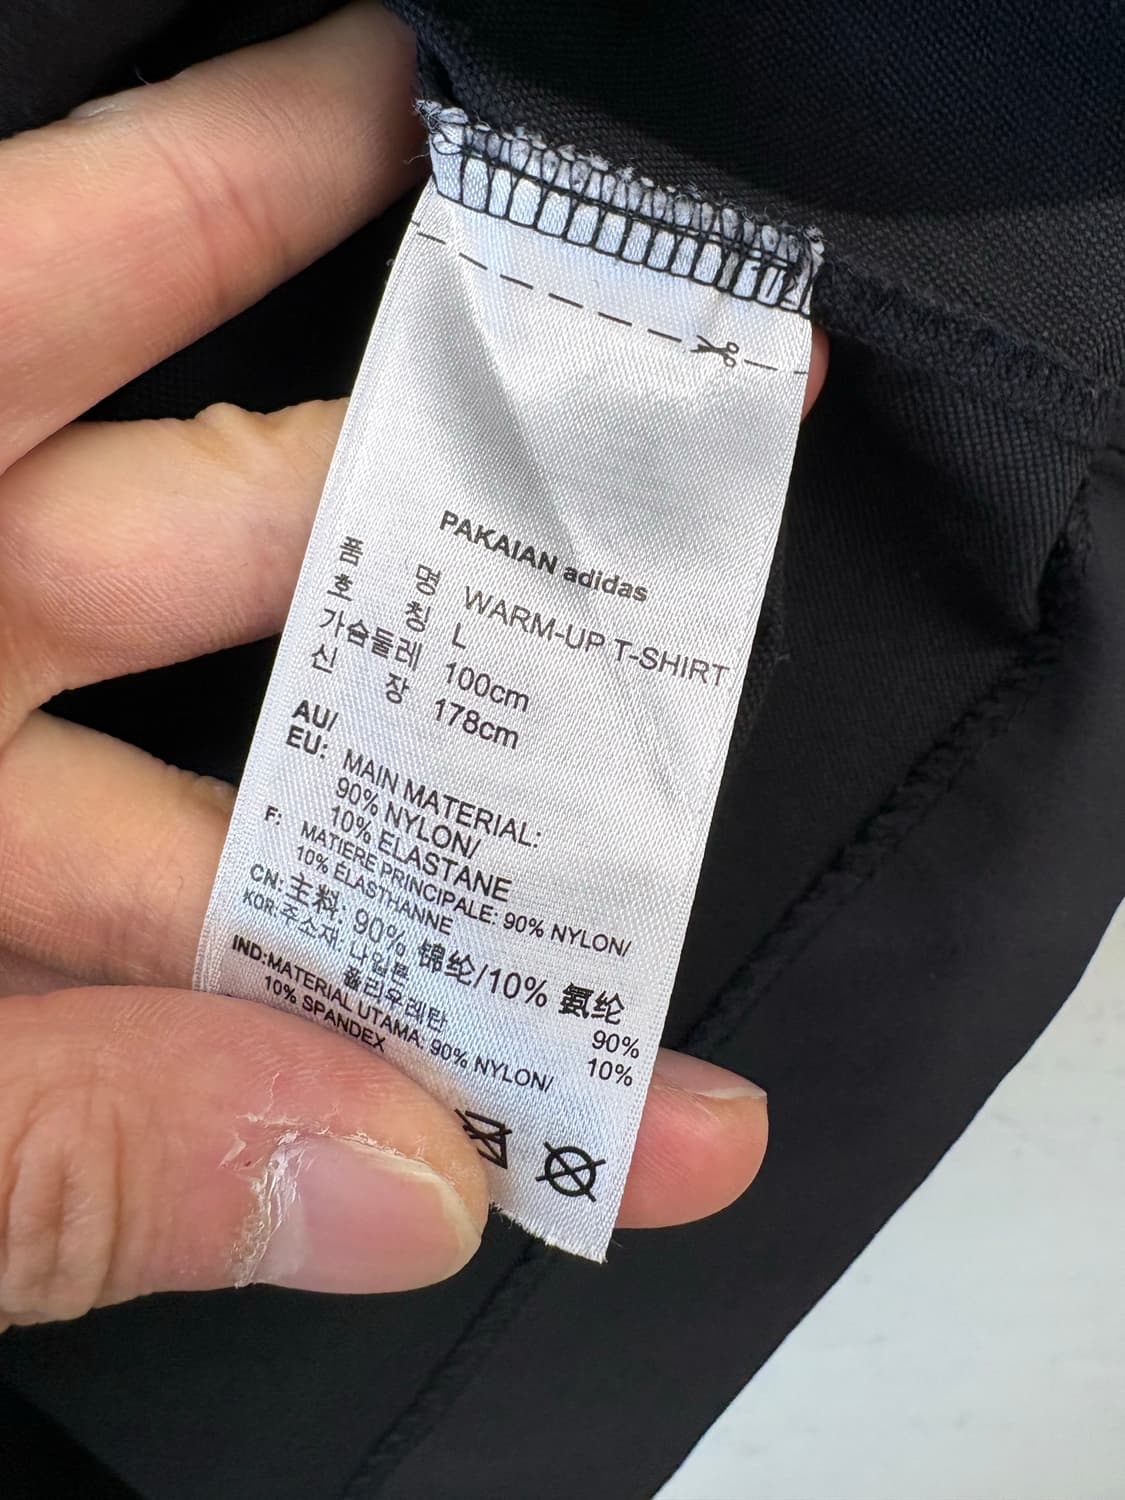 PAKAIAN adidas
품 명 WARM-UP T-SHIRT
호 칭 L
가슴둘레 100cm
신 장 178cm
AU/
EU: MAIN MATERIAL:
90% NYLON/
10% ELASTANE
F: MATIERE PRINCIPALE: 90% NYLON/
10% ÉLASTHANNE
CN: 主料: 90% 锦纶/10% 氨纶
KOR: 주소재: 나일론 90%
폴리우레탄 10%
IND:MATERIAL UTAMA: 90% NYLON/
10% SPANDEX